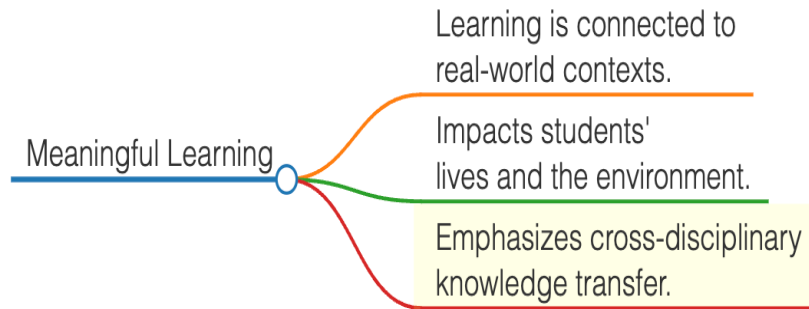 Learning is connected to
real-world contexts.
Meaningful Learning
Impacts students'
lives and the environment.
Emphasizes cross-disciplinary
knowledge transfer.